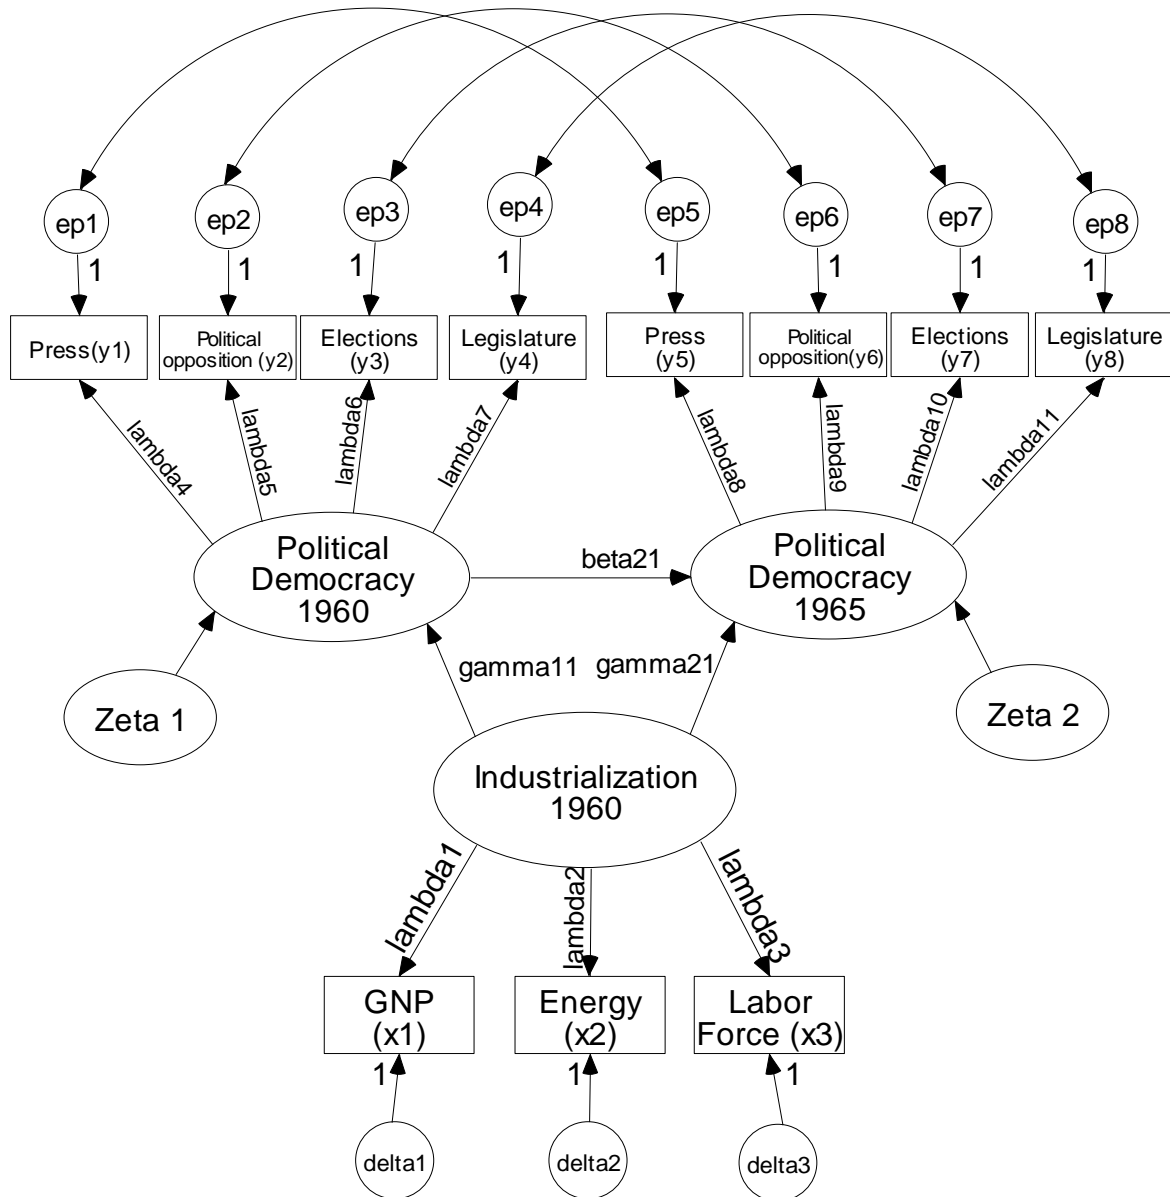 ep1
ep2
ep3
ep4
ep5
ep6
ep7
ep8
1
1
1
1
1
1
1
1
Press(y1)
Political
opposition (y2)
Elections
(y3)
Legislature
(y4)
Press
(y5)
Political
opposition(y6)
Elections
(y7)
Legislature
(y8)
lambda4
lambda5
lambda6
lambda7
lambda8
lambda9
lambda10
lambda11
Political
Democracy
1960
beta21
Political
Democracy
1965
gamma11
gamma21
Zeta 1
Zeta 2
Industrialization
1960
lambda1
lambda2
lambda3
GNP
(x1)
Energy
(x2)
Labor
Force (x3)
1
1
1
delta1
delta2
delta3